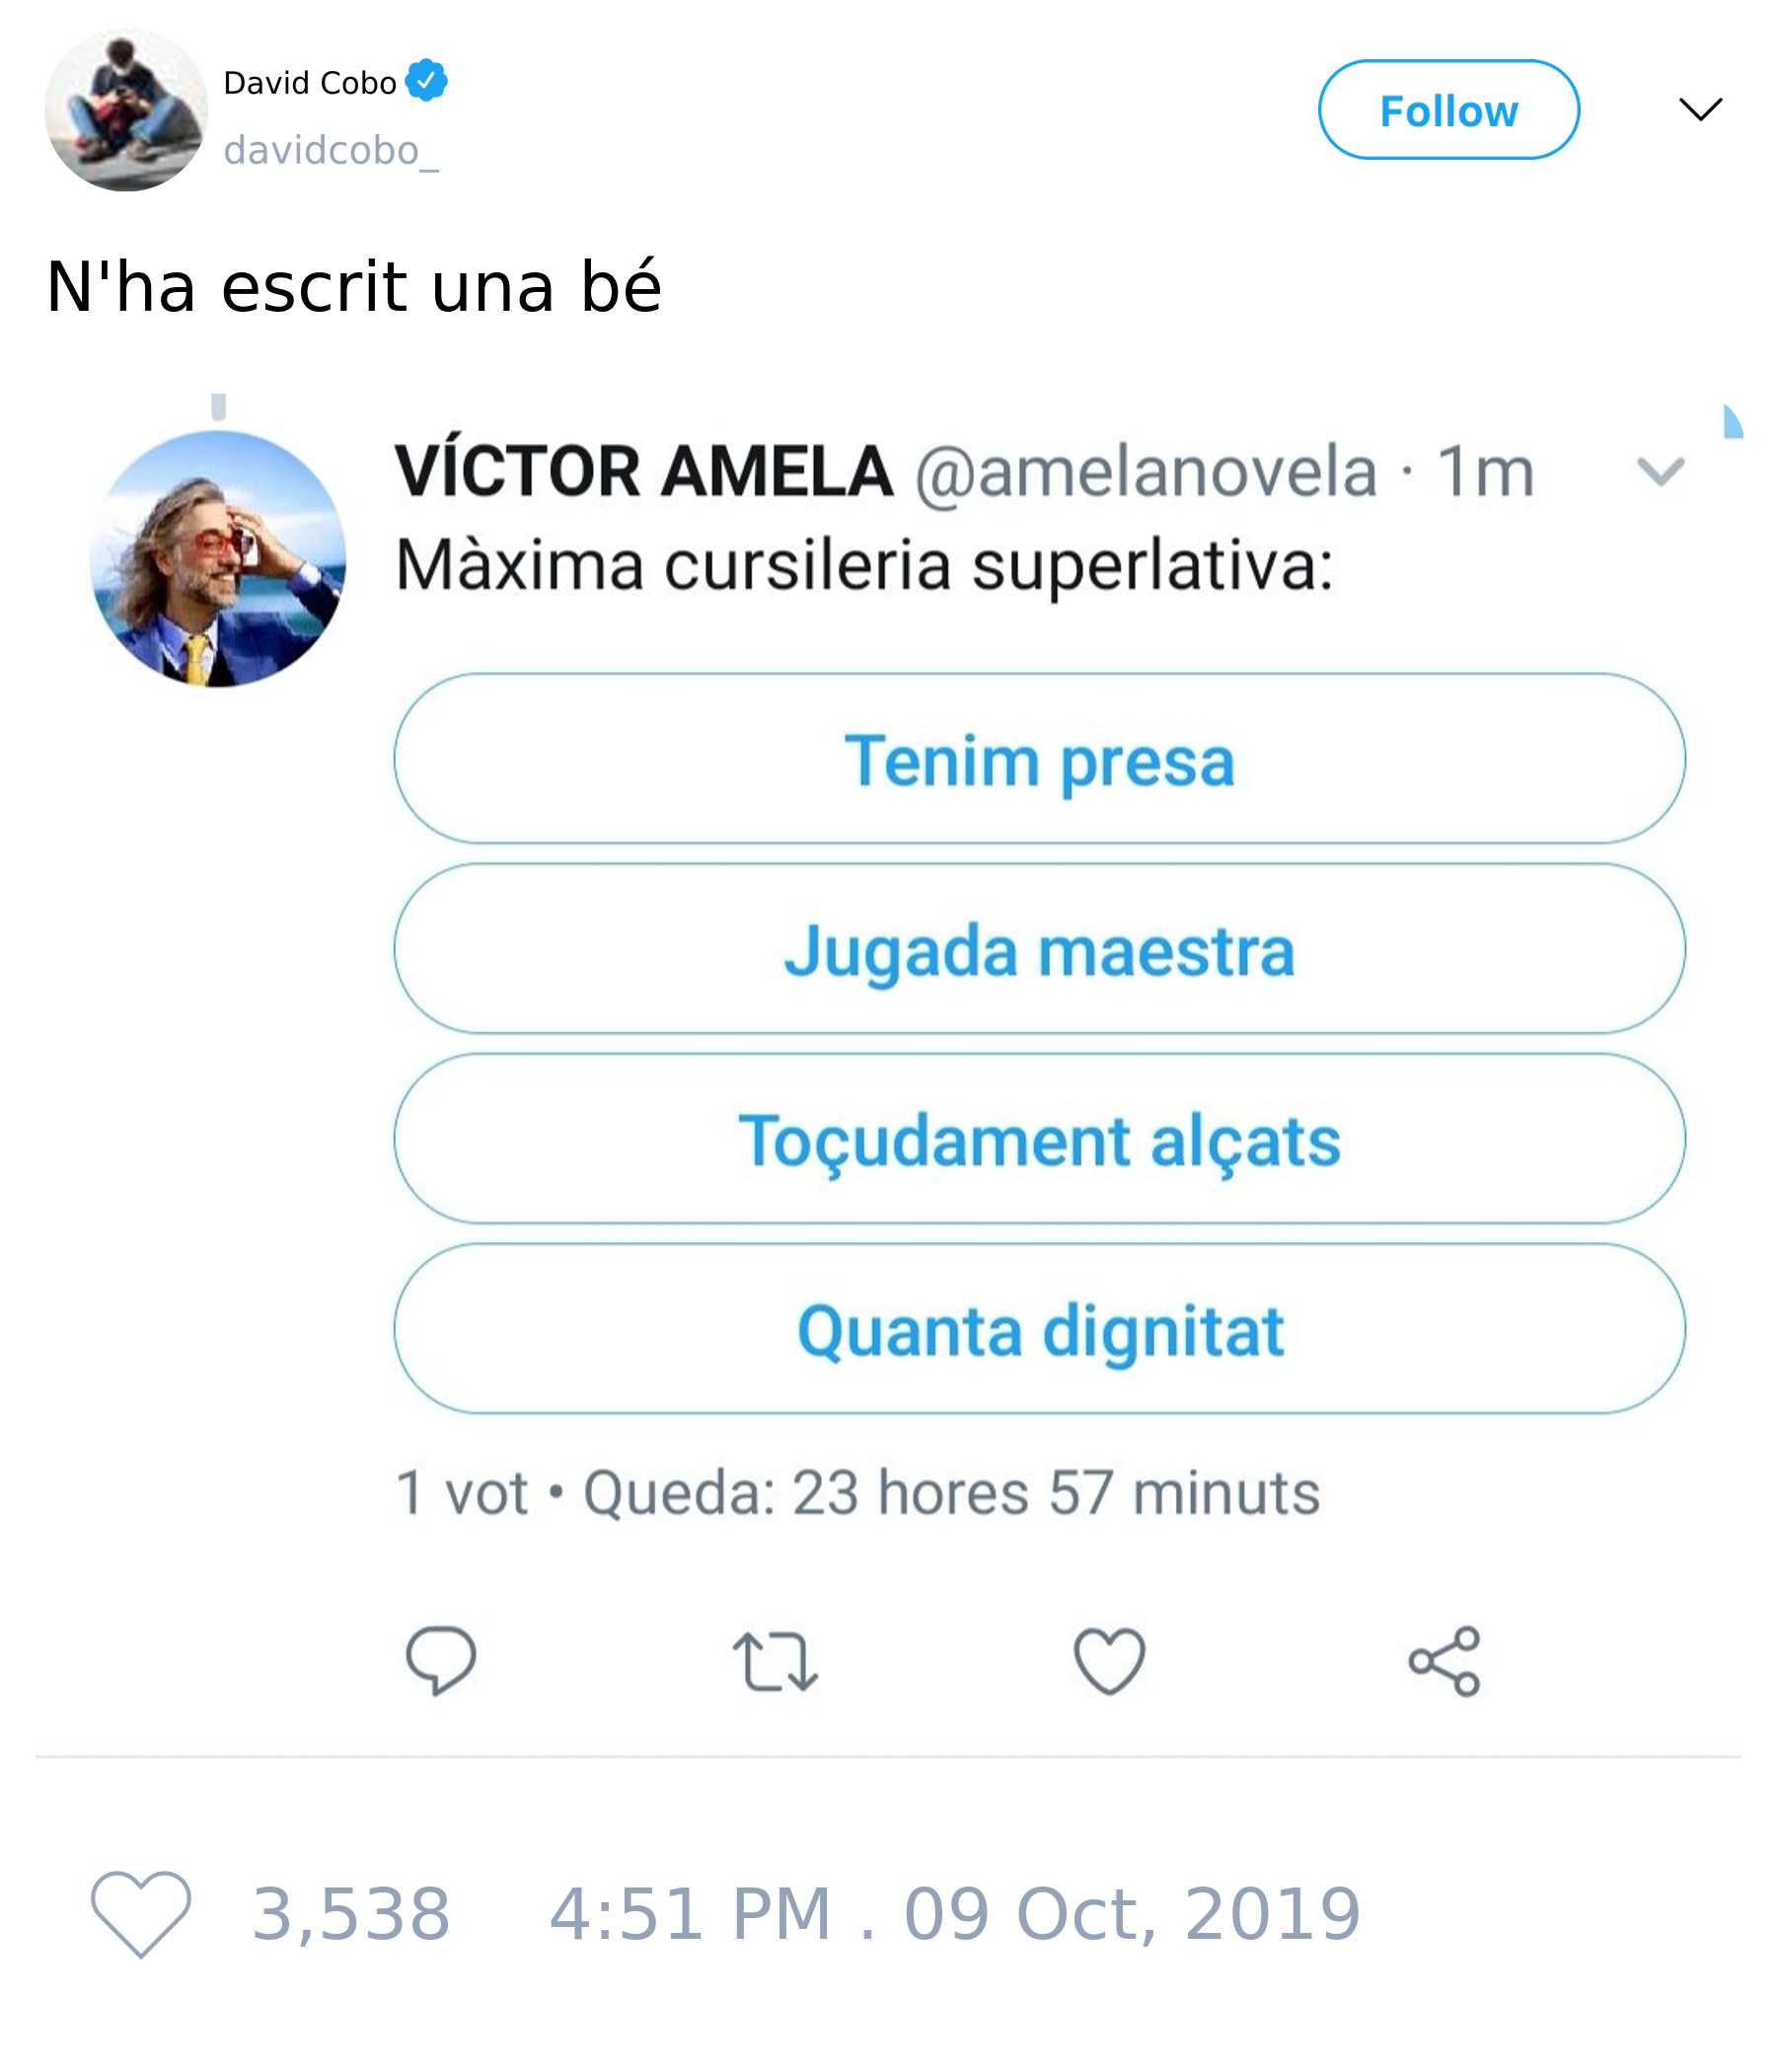 David Cobo
davidcobo_
Follow
N'ha escrit una bé
VÍCTOR AMELA @amelanovela · 1m
Màxima cursileria superlativa:
Tenim presa
Jugada maestra
Toçudament alçats
Quanta dignitat
1 vot • Queda: 23 hores 57 minuts
3,538 4:51 PM . 09 Oct, 2019